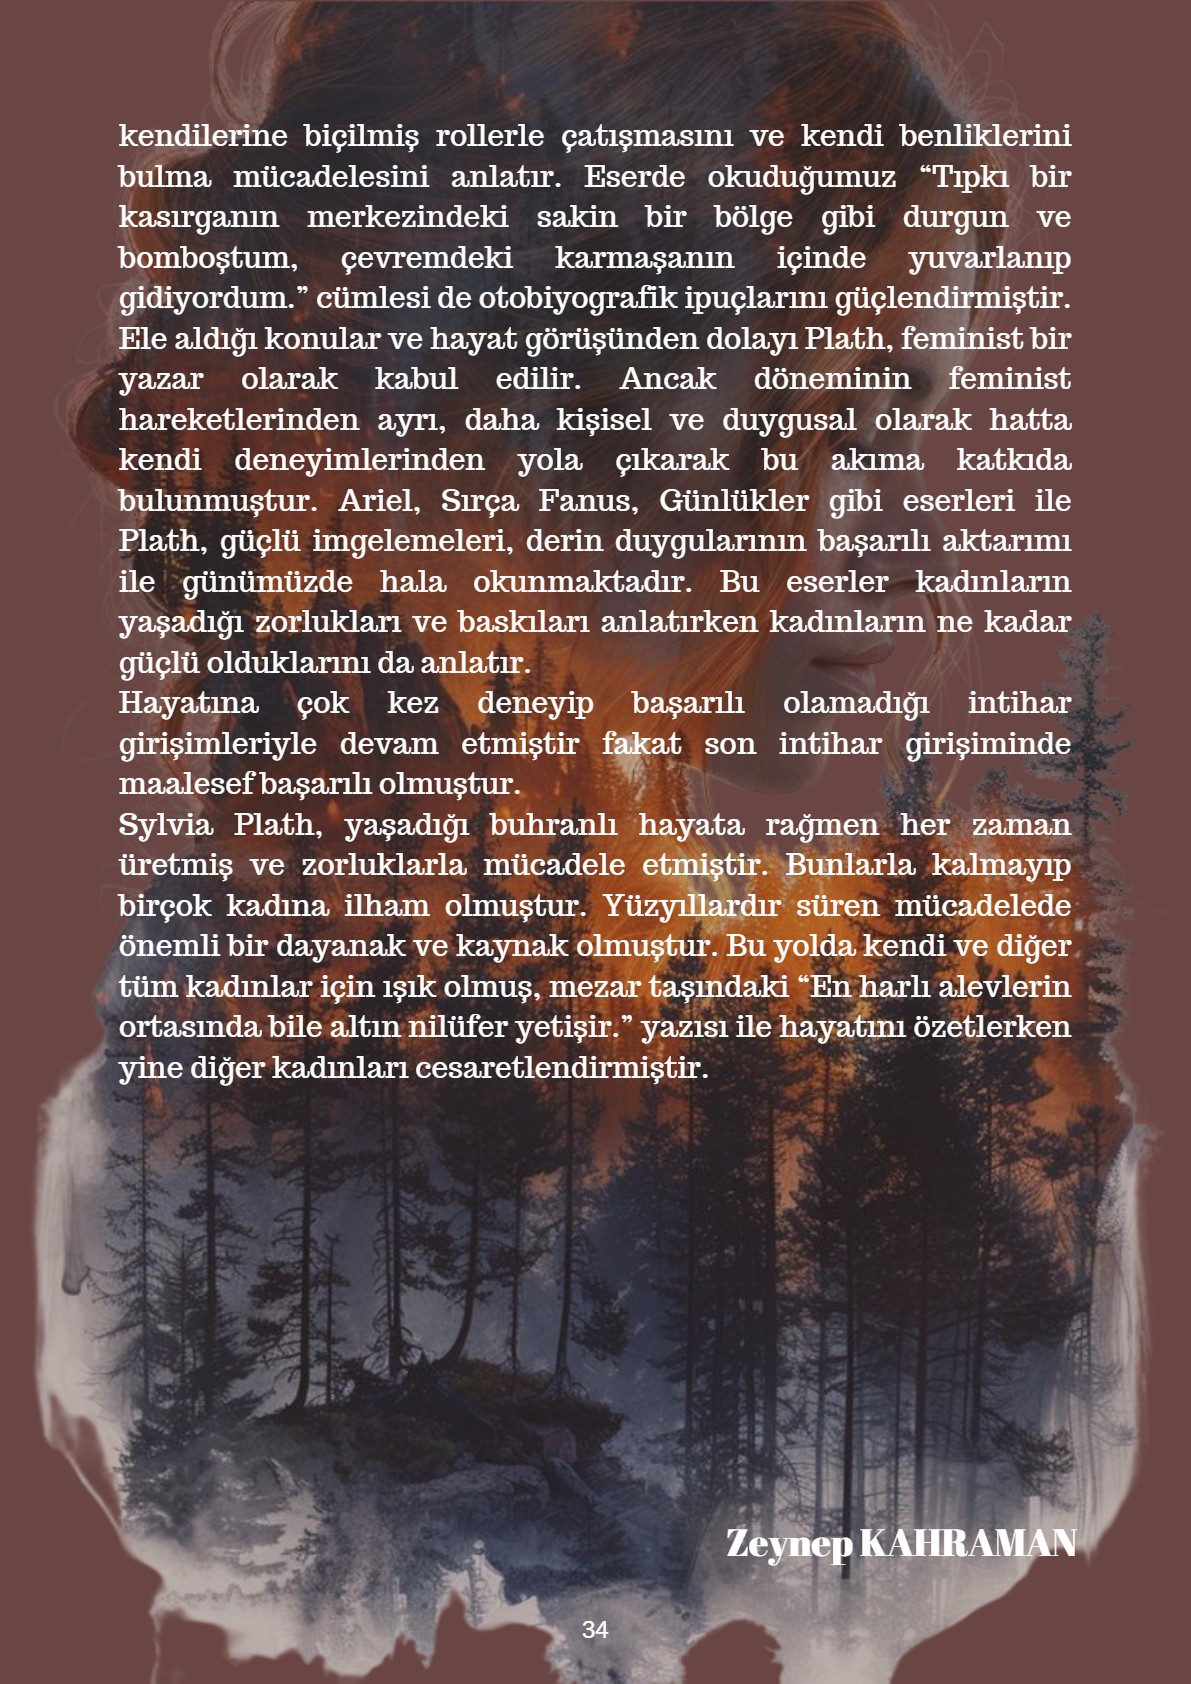 kendilerine biçilmiş rollerle çatışmasını ve kendi benliklerini
bulma mücadelesini anlatır. Eserde okuduğumuz “Tıpkı bir
kasırganın merkezindeki sakin bir bölge gibi durgun ve
bomboştum, çevremdeki karmaşanın içinde yuvarlanıp
gidiyordum.” cümlesi de otobiyografik ipuçlarını güçlendirmiştir.
Ele aldığı konular ve hayat görüşünden dolayı Plath, feminist bir
yazar olarak kabul edilir. Ancak döneminin feminist
hareketlerinden ayrı, daha kişisel ve duygusal olarak hatta
kendi deneyimlerinden yola çıkarak bu akıma katkıda
bulunmuştur. Ariel, Sırça Fanus, Günlükler gibi eserleri ile
Plath, güçlü imgelemeleri, derin duygularının başarılı aktarımı
ile günümüzde hala okunmaktadır. Bu eserler kadınların
yaşadığı zorlukları ve baskıları anlatırken kadınların ne kadar
güçlü olduklarını da anlatır.
Hayatına çok kez deneyip başarılı olamadığı intihar
girişimleriyle devam etmiştir fakat son intihar girişiminde
maalesef başarılı olmuştur.
Sylvia Plath, yaşadığı buhranlı hayata rağmen her zaman
üretmiş ve zorluklarla mücadele etmiştir. Bunlarla kalmayıp
birçok kadına ilham olmuştur. Yüzyıllardır süren mücadelede
önemli bir dayanak ve kaynak olmuştur. Bu yolda kendi ve diğer
tüm kadınlar için ışık olmuş, mezar taşındaki “En harlı alevlerin
ortasında bile altın nilüfer yetişir.” yazısı ile hayatını özetlerken
yine diğer kadınları cesaretlendirmiştir.
Zeynep KAHRAMAN
34